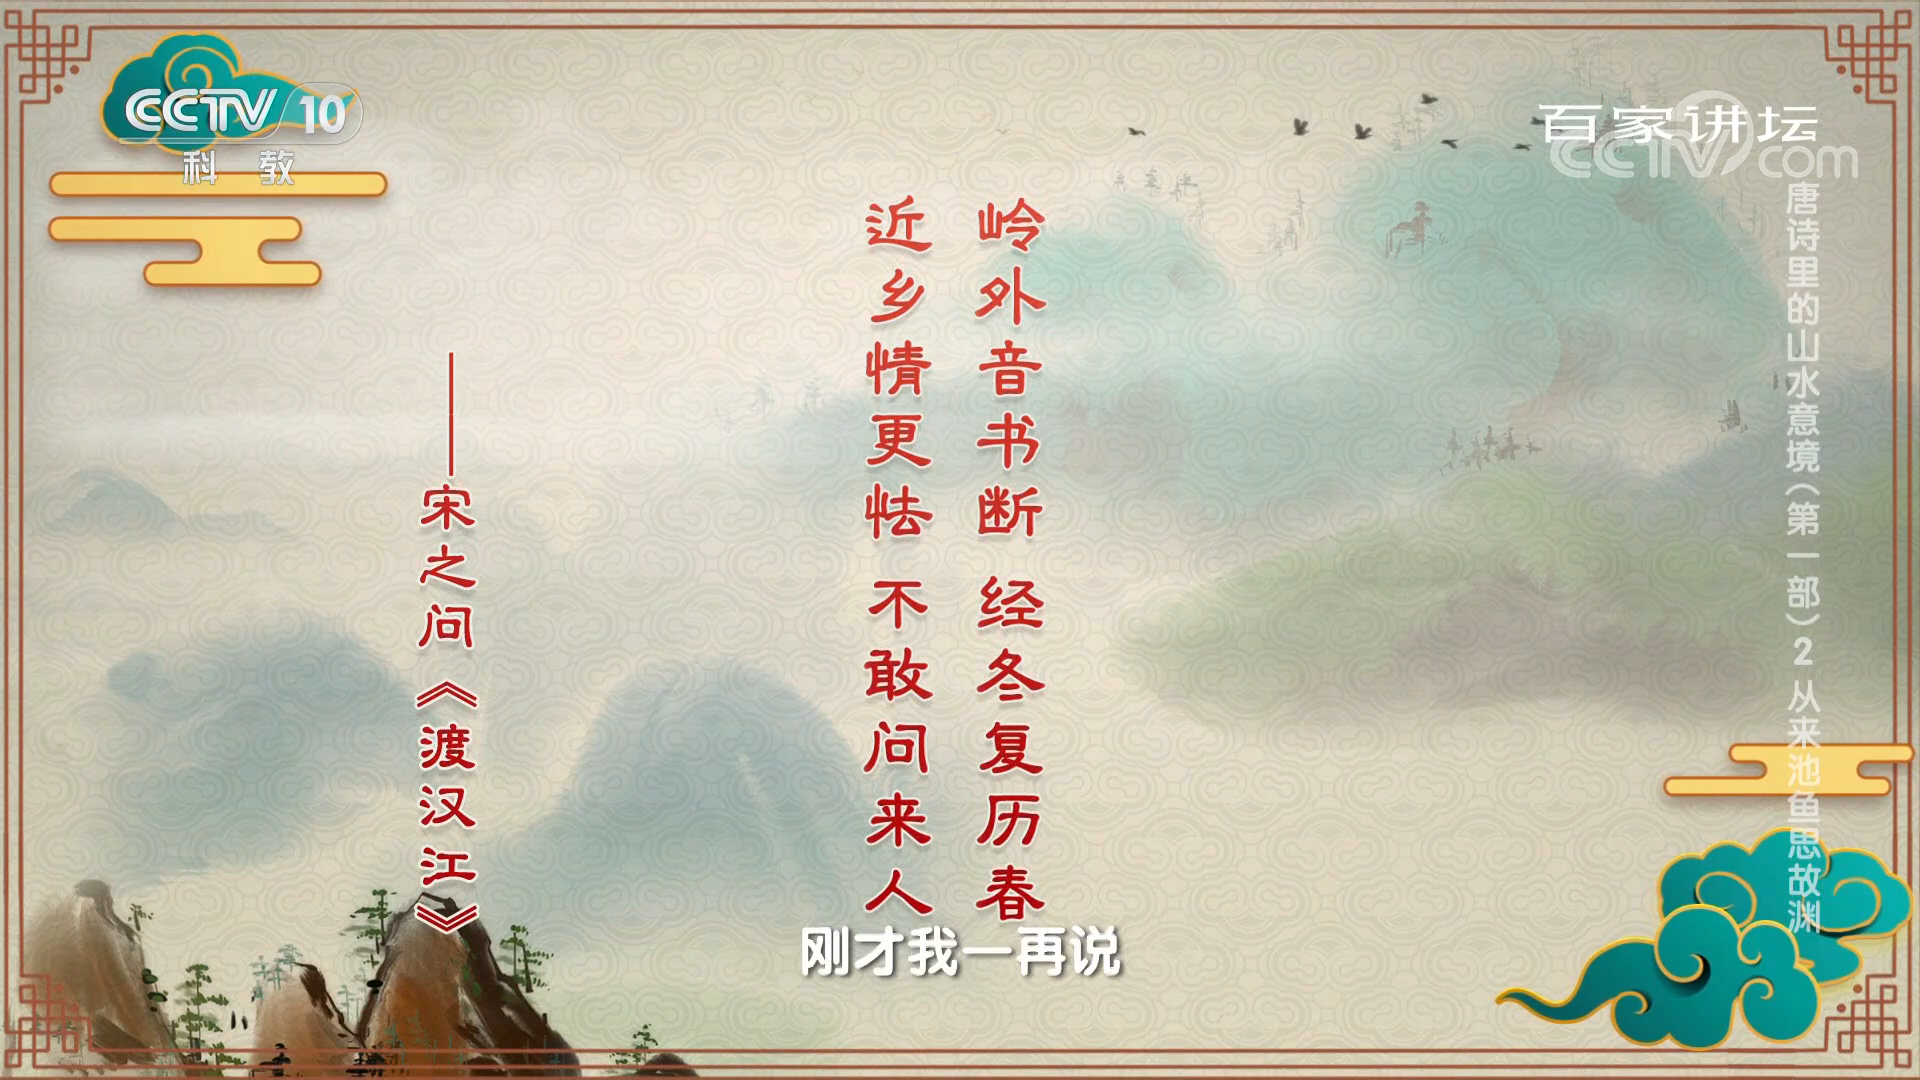 CCTV 10
科 教
百家讲坛
CCTV com
唐诗里的山水意境(第一部)2 从来池鱼思故渊
岭外音书断 经冬复历春
近乡情更怯 不敢问来人
——宋之问《渡汉江》
刚才我一再说